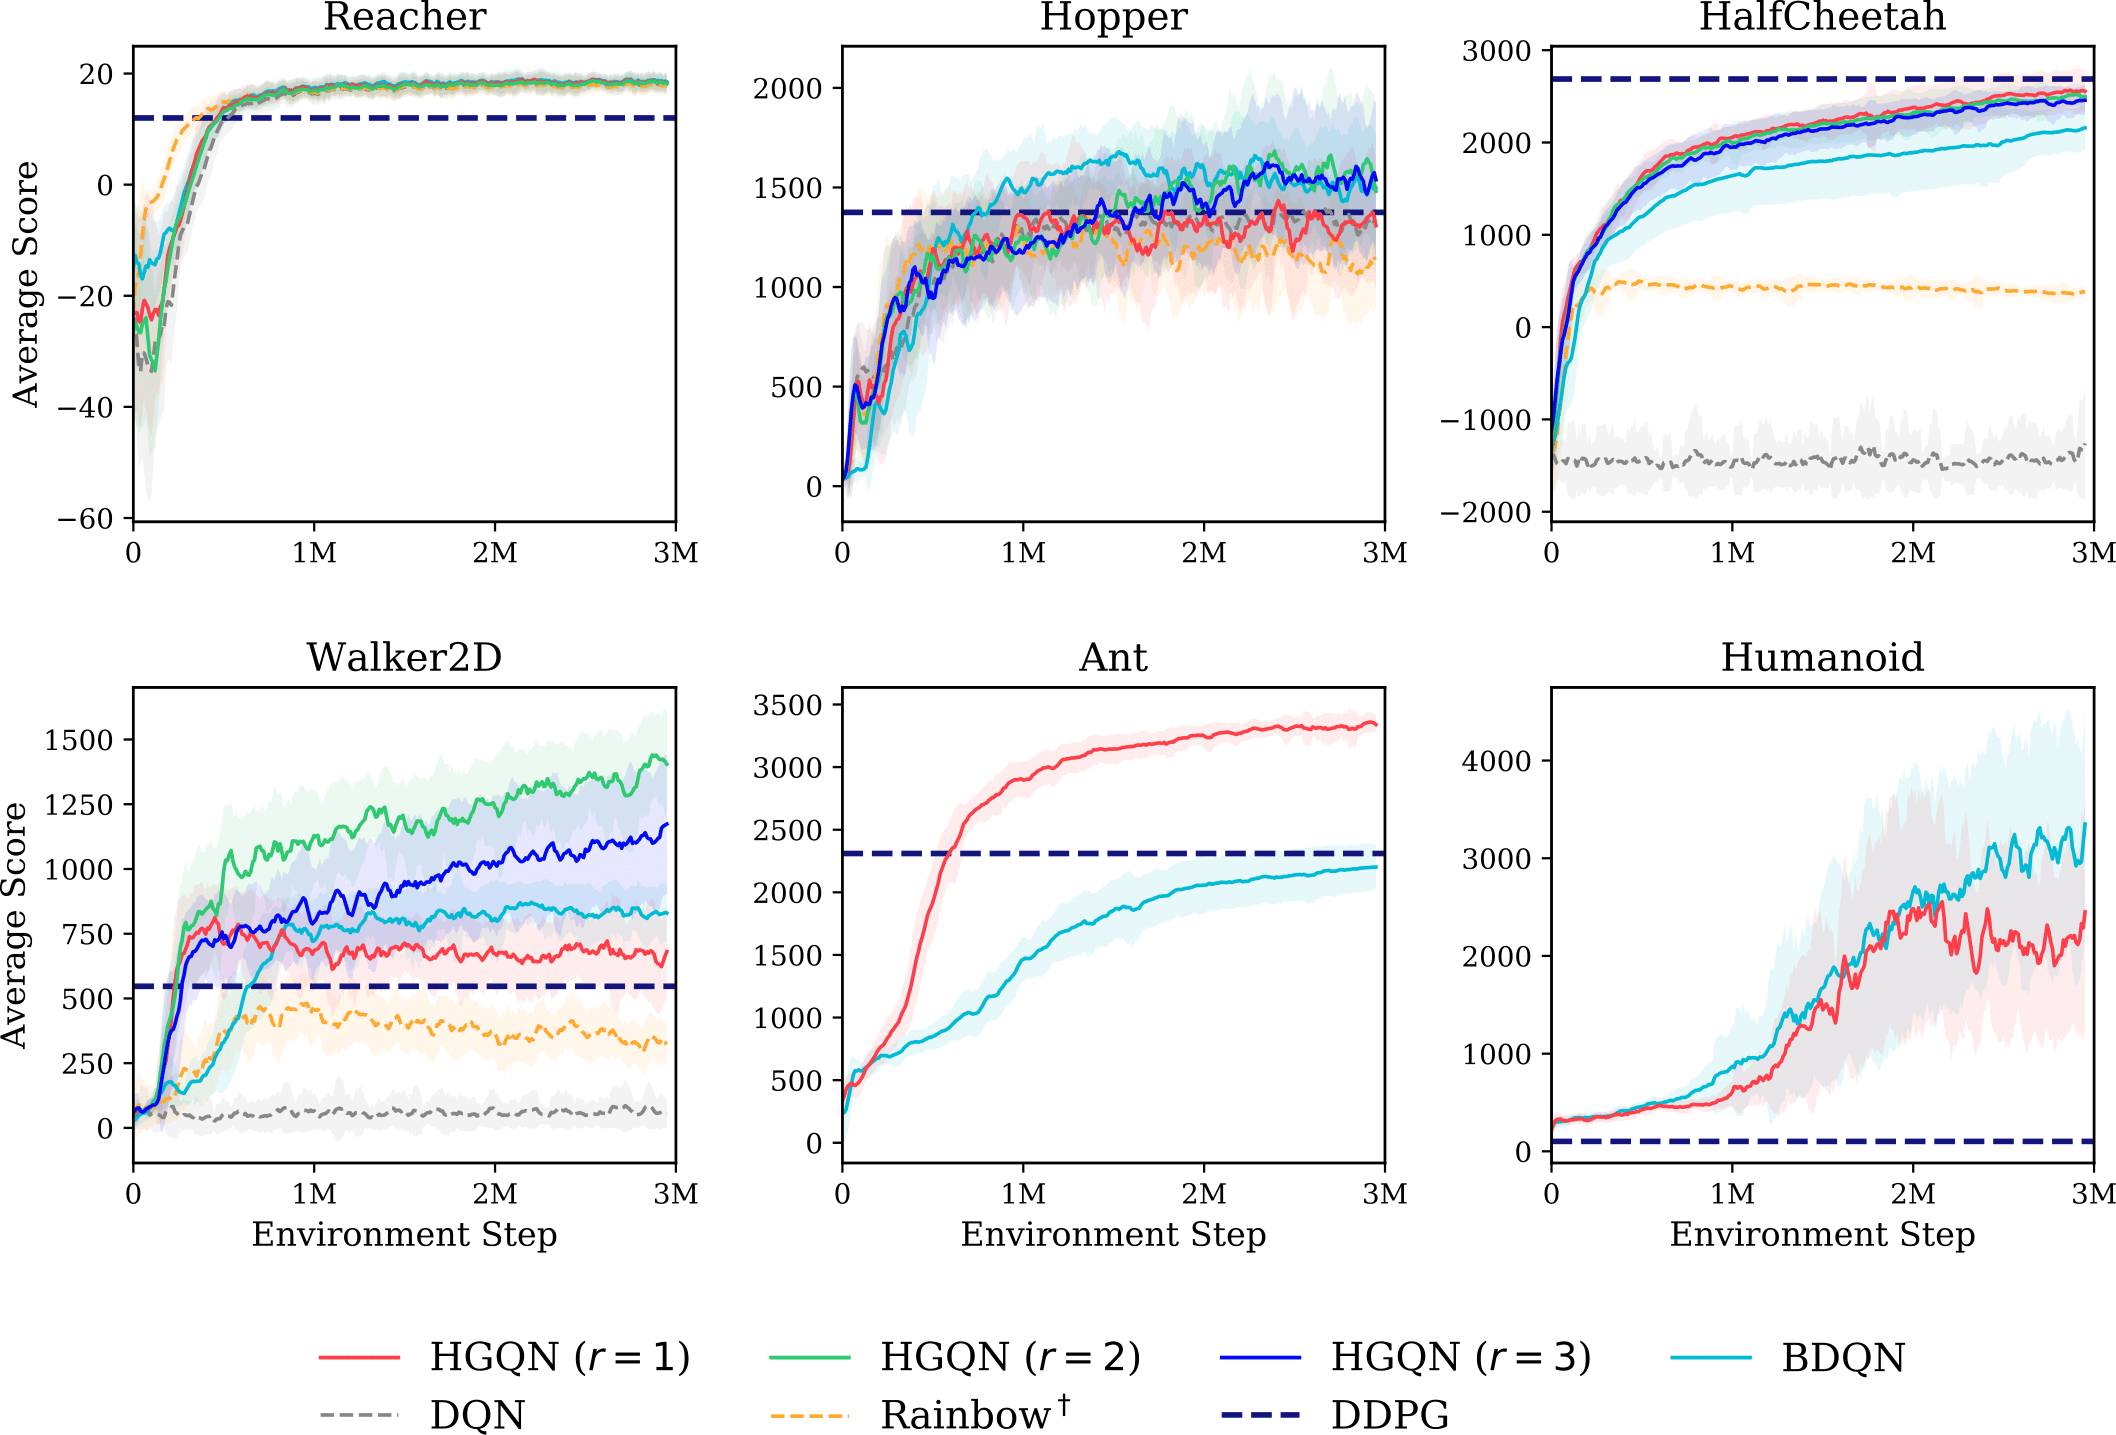 Reacher
Hopper
HalfCheetah
Average Score
20
0
−20
−40
−60
0
1M
2M
3M
2000
1500
1000
500
0
0
1M
2M
3M
3000
2000
1000
0
−1000
−2000
0
1M
2M
3M
Walker2D
Ant
Humanoid
Average Score
1500
1250
1000
750
500
250
0
0
1M
2M
3M
Environment Step
3500
3000
2500
2000
1500
1000
500
0
0
1M
2M
3M
Environment Step
4000
3000
2000
1000
0
0
1M
2M
3M
Environment Step
HGQN (r = 1)
HGQN (r = 2)
HGQN (r = 3)
BDQN
DQN
Rainbow†
DDPG